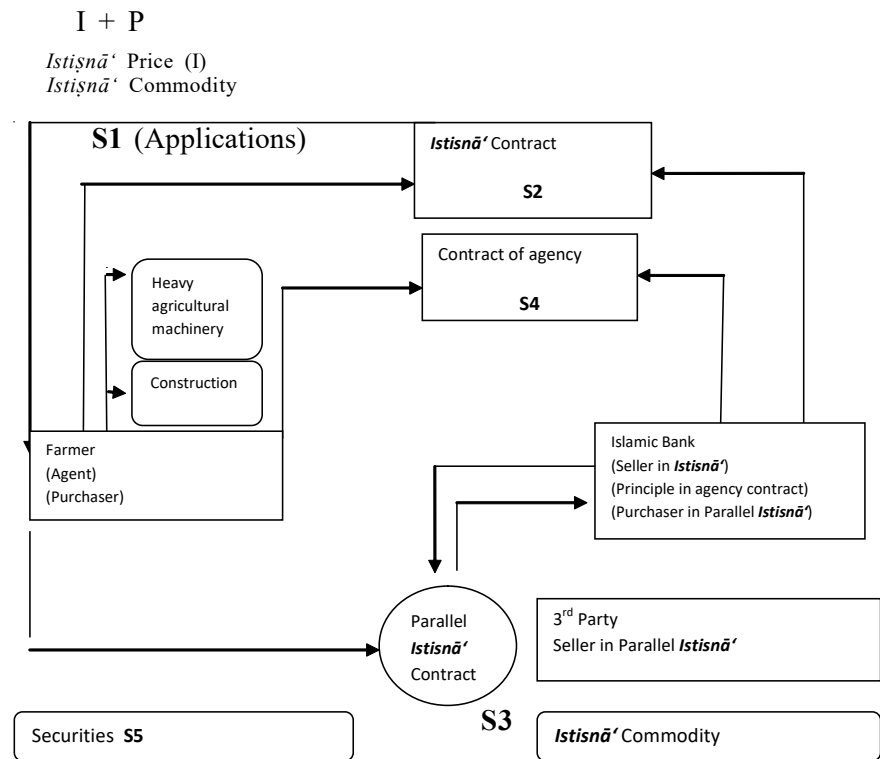 I + P
Istiṣnā‘ Price (I)
Istiṣnā‘ Commodity
S1 (Applications)
Istisnā‘ Contract
S2
Contract of agency
S4
Heavy
agricultural
machinery
Construction
Farmer
(Agent)
(Purchaser)
Islamic Bank
(Seller in Istisnā‘)
(Principle in agency contract)
(Purchaser in Parallel Istisnā‘)
Parallel
Istisnā‘
Contract
3rd Party
Seller in Parallel Istisnā‘
S3
Securities S5
Istisnā‘ Commodity